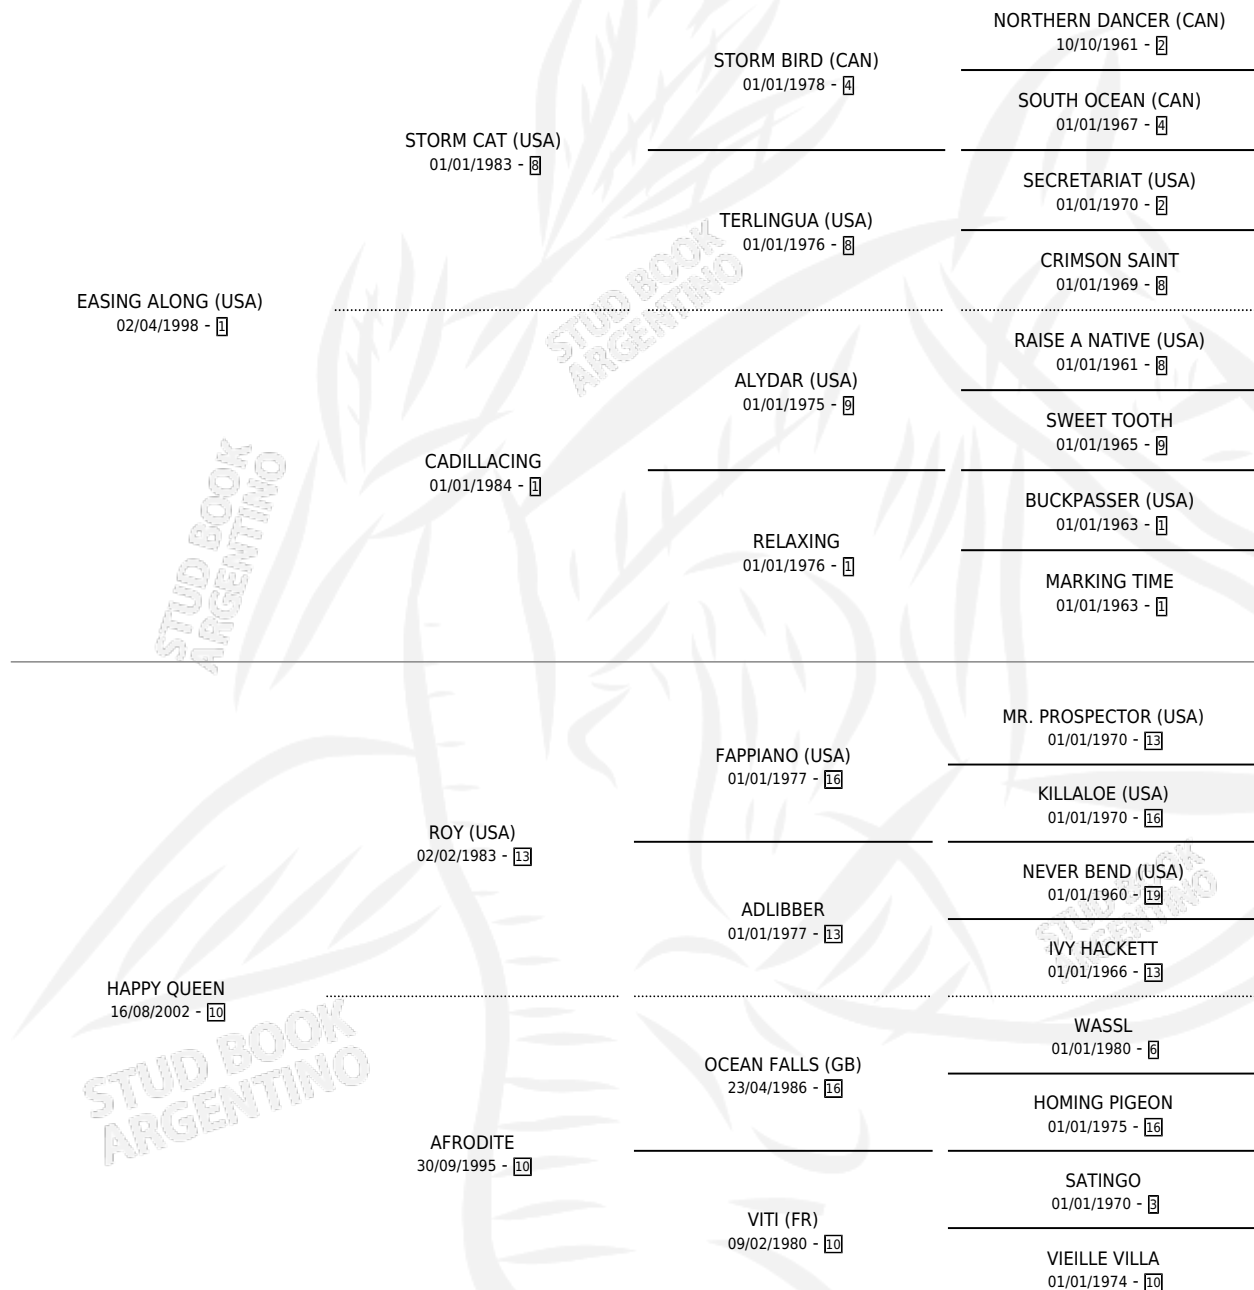 NORTHERN DANCER (CAN)
10/10/1961 - 2
STORM BIRD (CAN)
01/01/1978 - 4
SOUTH OCEAN (CAN)
01/01/1967 - 4
STORM CAT (USA)
01/01/1983 - 8
SECRETARIAT (USA)
01/01/1970 - 2
TERLINGUA (USA)
01/01/1976 - 8
CRIMSON SAINT
01/01/1969 - 8
EASING ALONG (USA)
02/04/1998 - 1
RAISE A NATIVE (USA)
01/01/1961 - 8
ALYDAR (USA)
01/01/1975 - 9
SWEET TOOTH
01/01/1965 - 9
CADILLACING
01/01/1984 - 1
BUCKPASSER (USA)
01/01/1963 - 1
RELAXING
01/01/1976 - 1
MARKING TIME
01/01/1963 - 1
MR. PROSPECTOR (USA)
01/01/1970 - 13
FAPPIANO (USA)
01/01/1977 - 16
KILLALOE (USA)
01/01/1970 - 16
ROY (USA)
02/02/1983 - 13
NEVER BEND (USA)
01/01/1960 - 19
ADLIBBER
01/01/1977 - 13
IVY HACKETT
01/01/1966 - 13
HAPPY QUEEN
16/08/2002 - 10
WASSL
01/01/1980 - 6
OCEAN FALLS (GB)
23/04/1986 - 16
HOMING PIGEON
01/01/1975 - 16
AFRODITE
30/09/1995 - 10
SATINGO
01/01/1970 - 3
VITI (FR)
09/02/1980 - 10
VIEILLE VILLA
01/01/1974 - 10
STUD BOOK
ARGENTINO
STUD BOOK
ARGENTINO
STUD BOOK
ARGENTINO
STUD BOOK
ARGENTINO